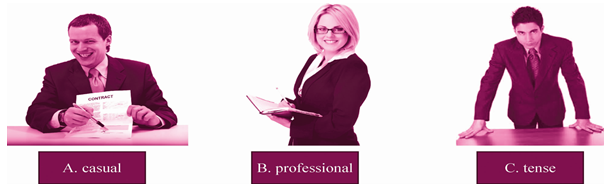 CONTRACT
A. casual
B. professional
C. tense